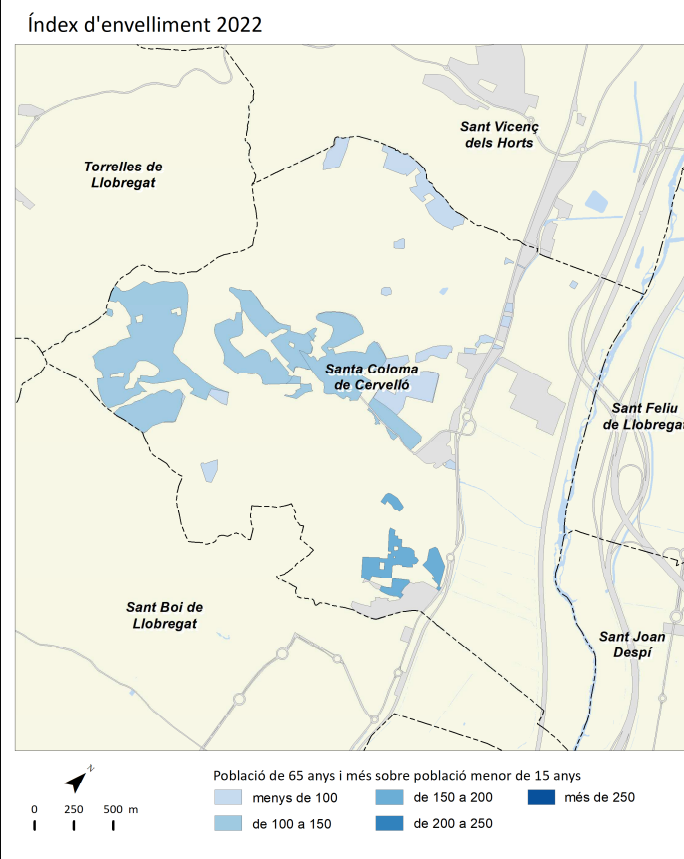 Índex d'envelliment 2022
Sant Vicenç
dels Horts
Torrelles de
Llobregat
Santa Coloma
de Cervelló
Sant Feliu
de Llobregat
Sant Boi de
Llobregat
Sant Joan
Despí
N
0 250 500 m
Població de 65 anys i més sobre població menor de 15 anys
menys de 100
de 150 a 200
més de 250
de 100 a 150
de 200 a 250